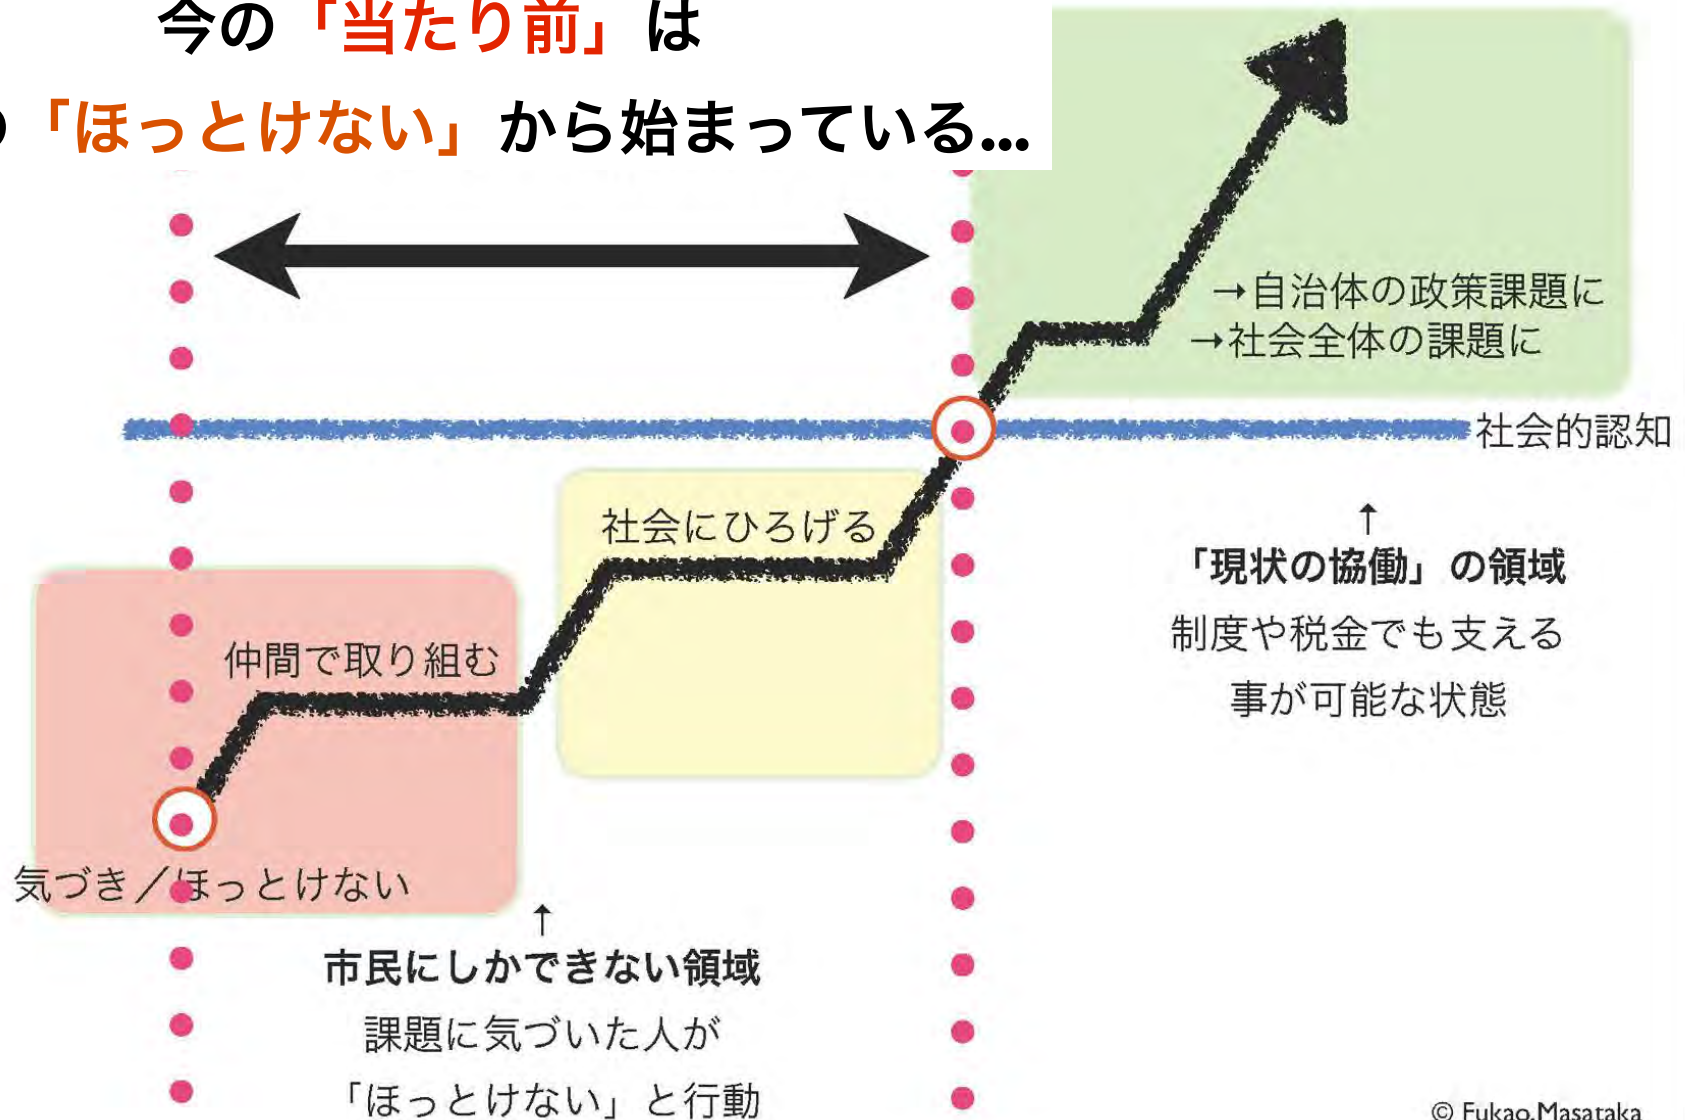 今の「当たり前」は
の「ほっとけない」から始まっている...
→自治体の政策課題に
→社会全体の課題に
社会的認知
社会にひろげる
↑
「現状の協働」の領域
制度や税金でも支える
事が可能な状態
仲間で取り組む
気づき／ほっとけない
↑
市民にしかできない領域
課題に気づいた人が
「ほっとけない」と行動
© Fukao.Masataka